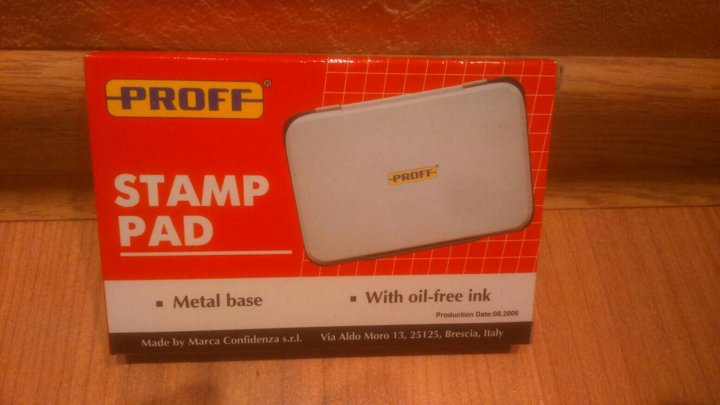 PROFF®
STAMP
PAD
PROFF®
▪ Metal base ▪ With oil-free ink
Production Date:08.2006
Made by Marca Confidenza s.r.l. Via Aldo Moro 13, 25125, Brescia, Italy